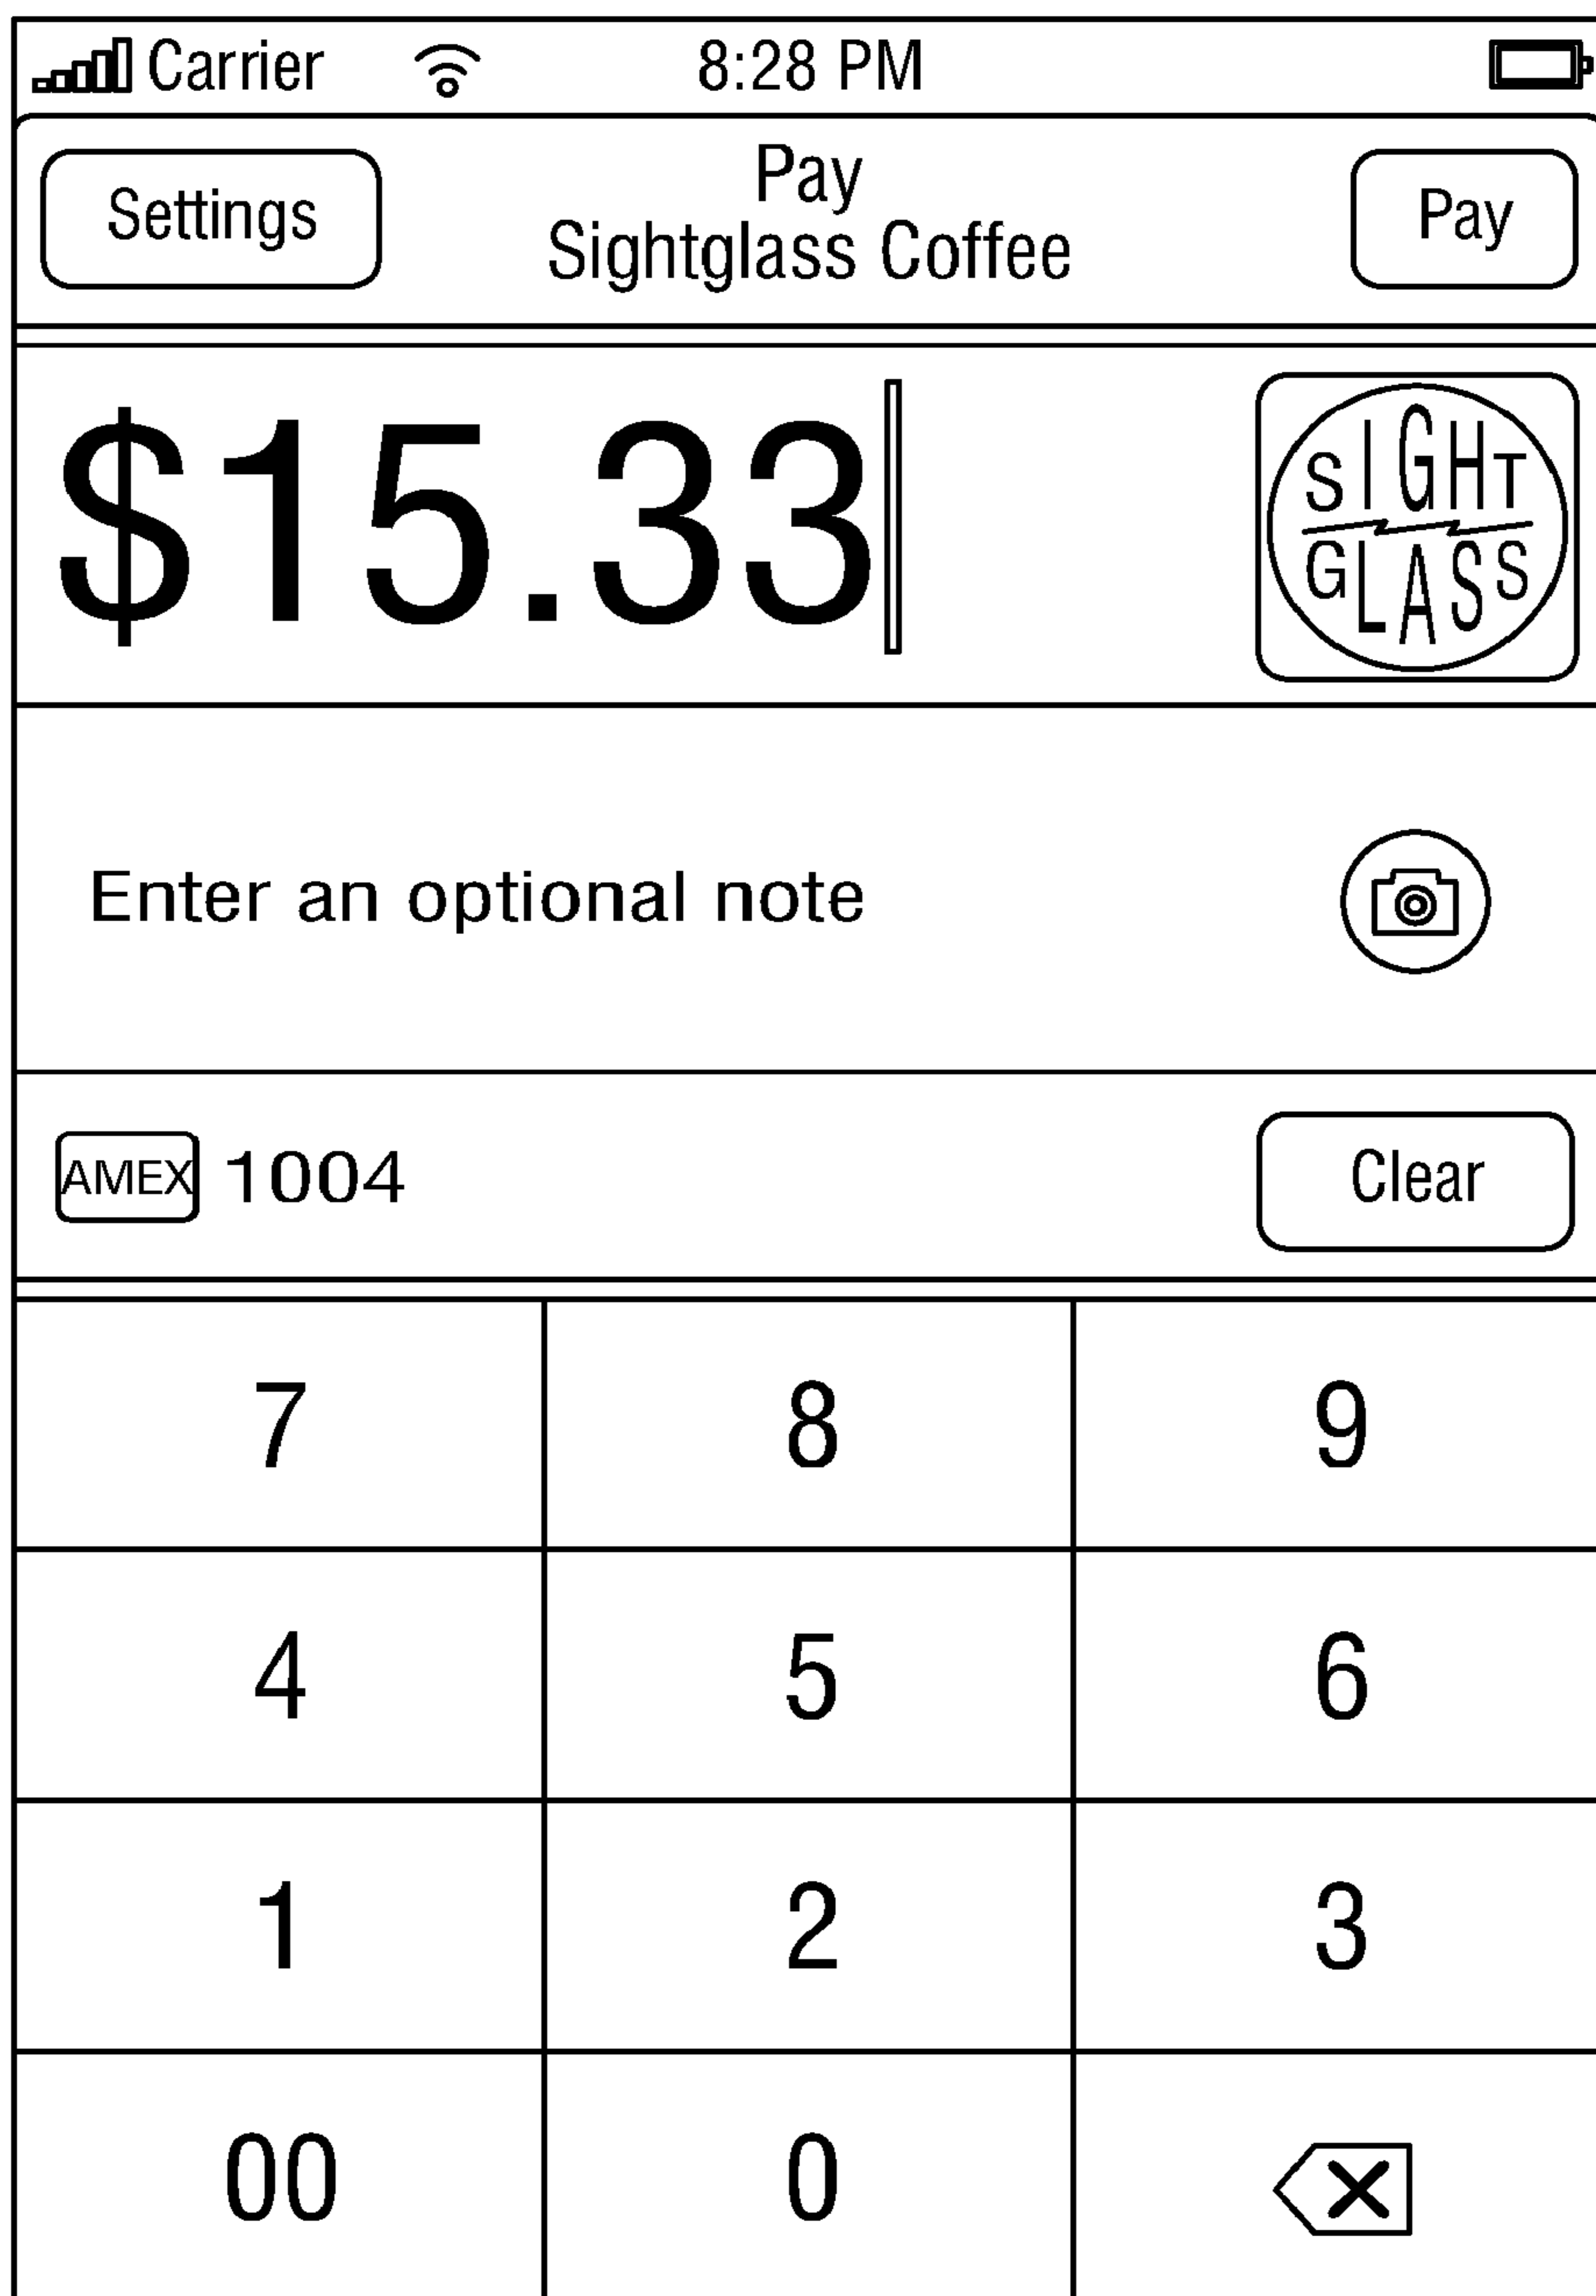 Carrier 8:28 PM
Settings
Pay
Sightglass Coffee
Pay
$15.33
SIGHT
GLASS
Enter an optional note
AMEX 1004
Clear
7 8 9
4 5 6
1 2 3
00 0